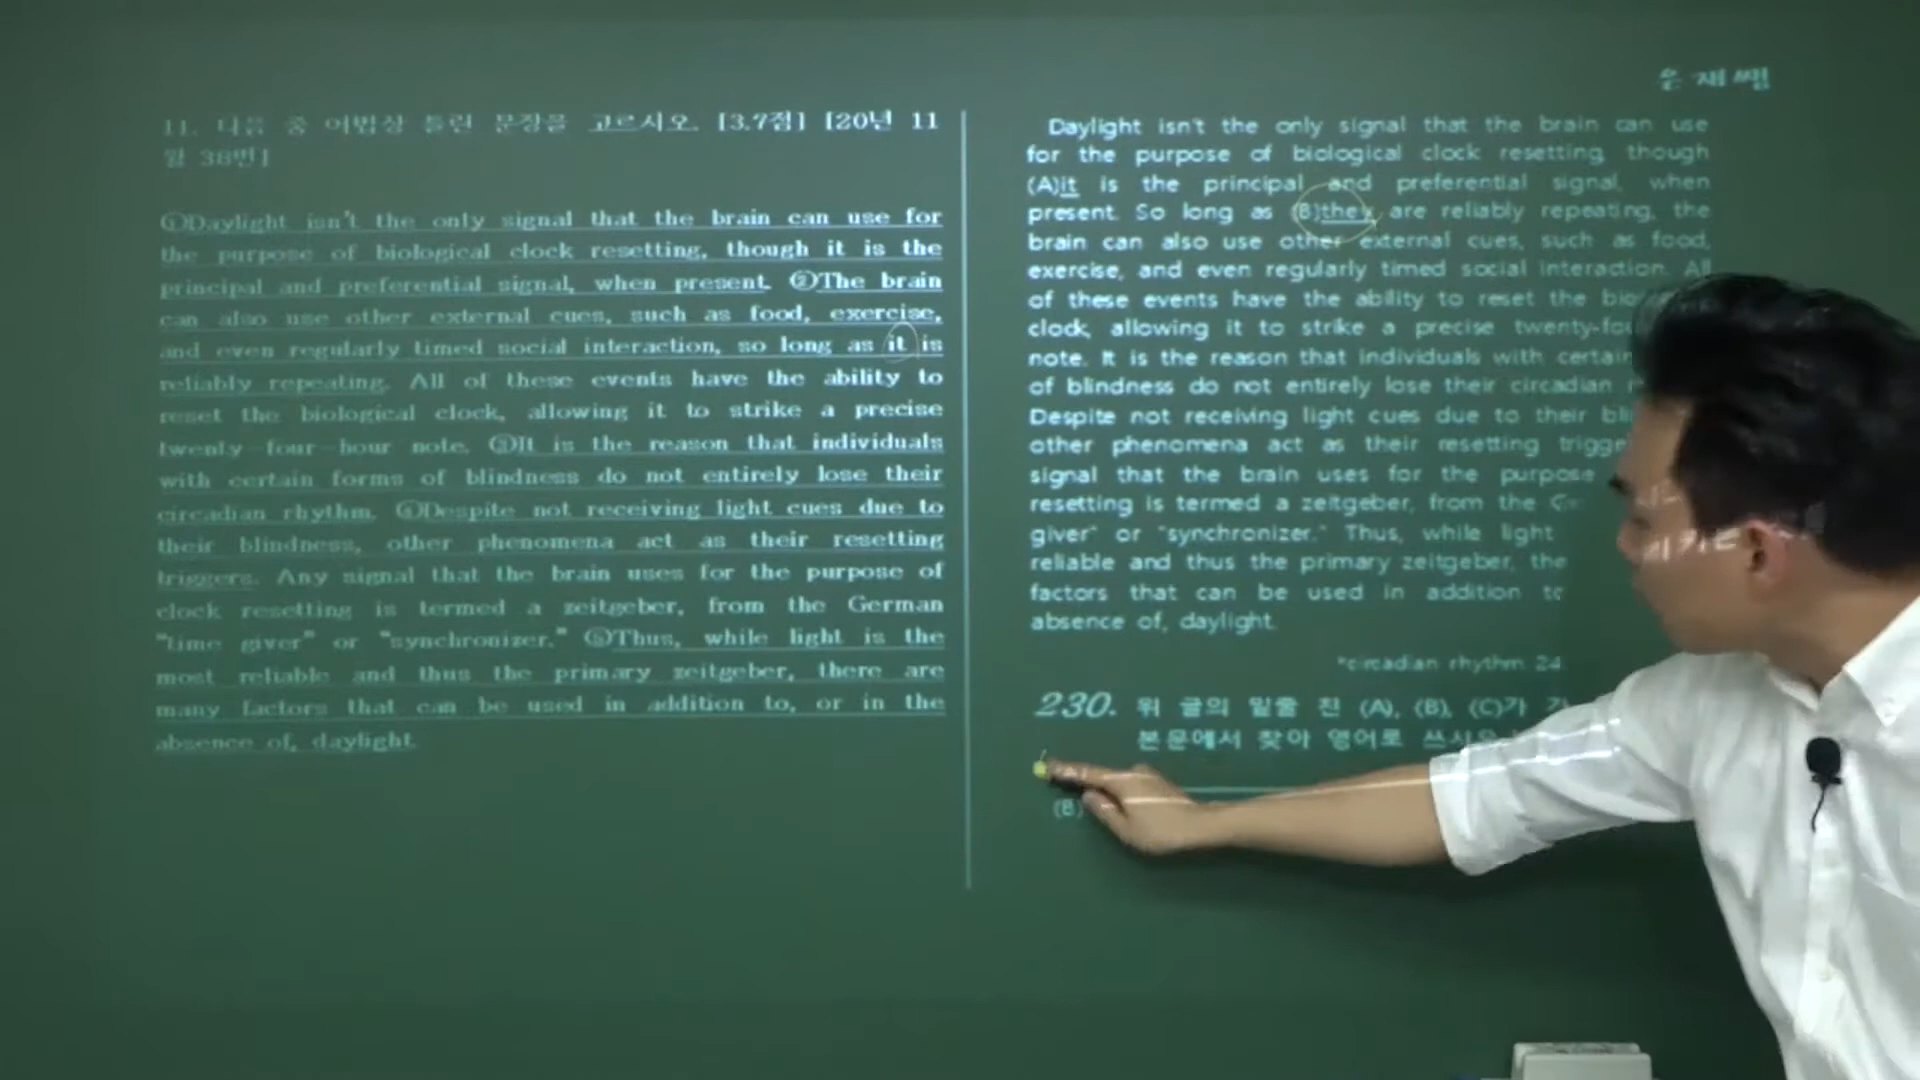 은재쌤
11. 다음 중 어법상 틀린 문장을 고르시오. [3.7점] [20년 11
월 38번]
①Daylight isn't the only signal that the brain can use for
the purpose of biological clock resetting, though it is the
principal and preferential signal, when present. ②The brain
can also use other external cues, such as food, exercise,
and even regularly timed social interaction, so long as it is
reliably repeating. All of these events have the ability to
reset the biological clock, allowing it to strike a precise
twenty-four-hour note. ③It is the reason that individuals
with certain forms of blindness do not entirely lose their
circadian rhythm. ④Despite not receiving light cues due to
their blindness, other phenomena act as their resetting
triggers. Any signal that the brain uses for the purpose of
clock resetting is termed a zeitgeber, from the German
"time giver" or "synchronizer." ⑤Thus, while light is the
most reliable and thus the primary zeitgeber, there are
many factors that can be used in addition to, or in the
absence of, daylight.
Daylight isn't the only signal that the brain can use
for the purpose of biological clock resetting, though
(A)it is the principal and preferential signal, when
present. So long as (B)they are reliably repeating, the
brain can also use other external cues, such as food,
exercise, and even regularly timed social interaction. All
of these events have the ability to reset the
clock, allowing it to strike a precise
note. It is the reason that individuals with certain
of blindness do not entirely lose their circadian
Despite not receiving light cues due to their
other phenomena act as their resetting
signal that the brain uses for the purpose
resetting is termed a zeitgeber, from the
giver" or "synchronizer." Thus, while light
reliable and thus the primary zeitgeber,
factors that can be used in addition
absence of, daylight.
*circadian rhythm 24
230. 위 글의 밑줄 친 (A), (B), (C)가
본문에서 찾아 영어로 쓰시오
(B)